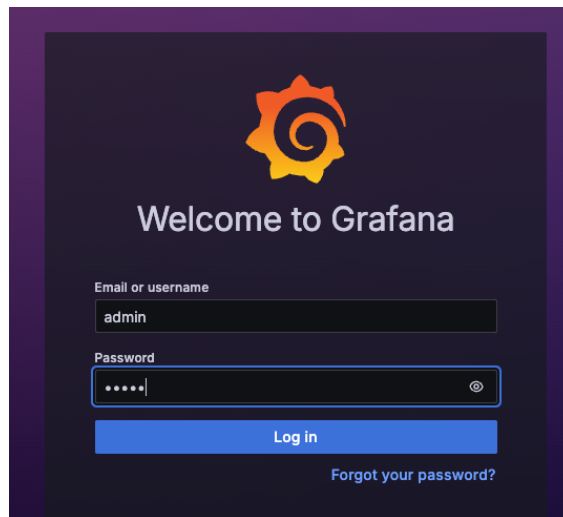 Welcome to Grafana
Email or username
admin
Password
•••••
Log in
Forgot your password?